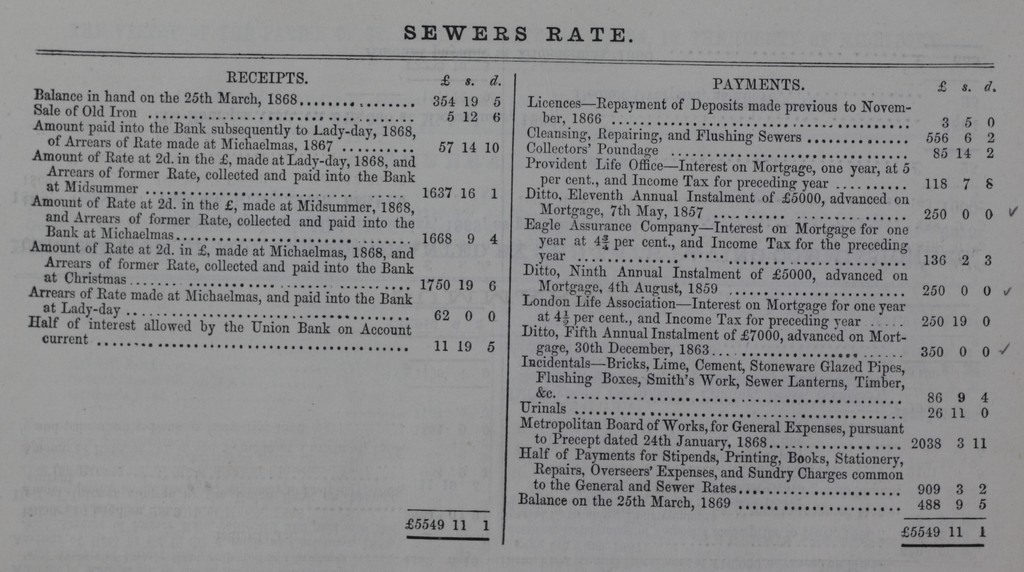 SEWERS RATE.
RECEIPTS. £ s. d.
Balance in hand on the 25th March, 1868 354 19 5
Sale of Old Iron 5 12 6
Amount paid into the Bank subsequently to Lady-day, 1868,
of Arrears of Rate made at Michaelmas, 1867 57 14 10
Amount of Rate at 2d. in the £, made at Lady-day, 1868, and
Arrears of former Rate, collected and paid into the Bank
at Midsummer 1637 16 1
Amount of Rate at 2d. in the £, made at Midsummer, 1868,
and Arrears of former Rate, collected and paid into the
Bank at Michaelmas 1668 9 4
Amount of Rate at 2d. in £, made at Michaelmas, 1868, and
Arrears of former Rate, collected and paid into the Bank
at Christmas 1750 19 6
Arrears of Rate made at Michaelmas, and paid into the Bank
at Lady-day 62 0 0
Half of interest allowed by the Union Bank on Account
current 11 19 5
£5549 11 1
PAYMENTS. £ s. d.
Licences—Repayment of Deposits made previous to Novem-
ber, 1866 3 5 0
Cleansing, Repairing, and Flushing Sewers 556 6 2
Collectors' Poundage 85 14 2
Provident Life Office—Interest on Mortgage, one year, at 5
per cent., and Income Tax for preceding year 118 7 8
Ditto, Eleventh Annual Instalment of £5000, advanced on
Mortgage, 7th May, 1857 250 0 0 ✓
Eagle Assurance Company—Interest on Mortgage for one
year at 4¾ per cent., and Income Tax for the preceding
year 136 2 3
Ditto, Ninth Annual Instalment of £5000, advanced on
Mortgage, 4th August, 1859 250 0 0 ✓
London Life Association—Interest on Mortgage for one year
at 4½ per cent., and Income Tax for preceding year 250 19 0
Ditto, Fifth Annual Instalment of £7000, advanced on Mort-
gage, 30th December, 1863 350 0 0 ✓
Incidentals—Bricks, Lime, Cement, Stoneware Glazed Pipes,
Flushing Boxes, Smith's Work, Sewer Lanterns, Timber,
&c. 86 9 4
Urinals 26 11 0
Metropolitan Board of Works, for General Expenses, pursuant
to Precept dated 24th January, 1868 2038 3 11
Half of Payments for Stipends, Printing, Books, Stationery,
Repairs, Overseers' Expenses, and Sundry Charges common
to the General and Sewer Rates 909 3 2
Balance on the 25th March, 1869 488 9 5
£5549 11 1